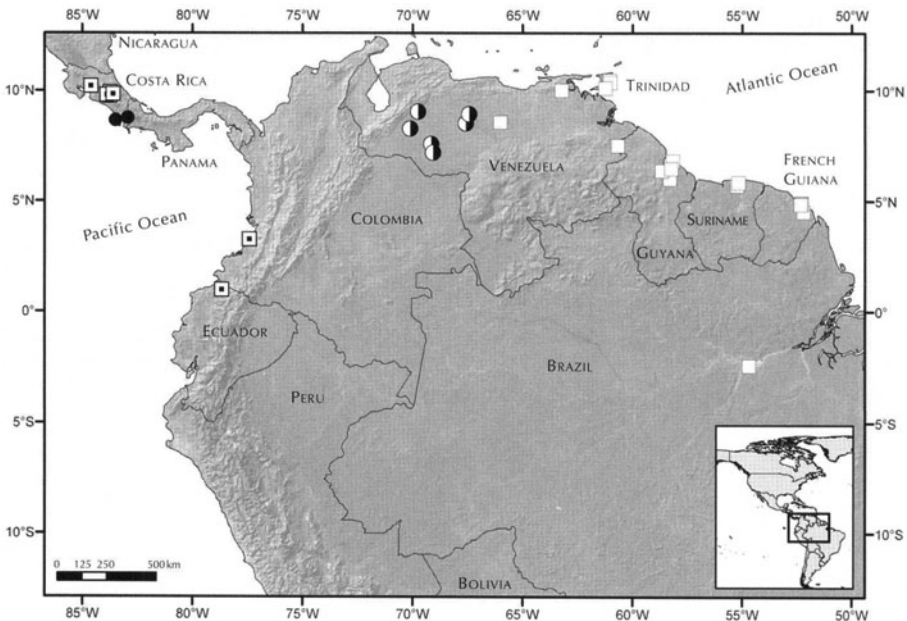 85°W 80°W 75°W 70°W 65°W 60°W 55°W 50°W
NICARAGUA
COSTA RICA
TRINIDAD
Atlantic Ocean
10°N 10°N
PANAMA
VENEZUELA
FRENCH
GUIANA
5°N 5°N
Pacific Ocean
COLOMBIA
SURINAME
GUYANA
0° 0°
ECUADOR
BRAZIL
PERU
5°S 5°S
10°S 10°S
0 125 250 500 km
BOLIVIA
85°W 80°W 75°W 70°W 65°W 60°W 55°W 50°W